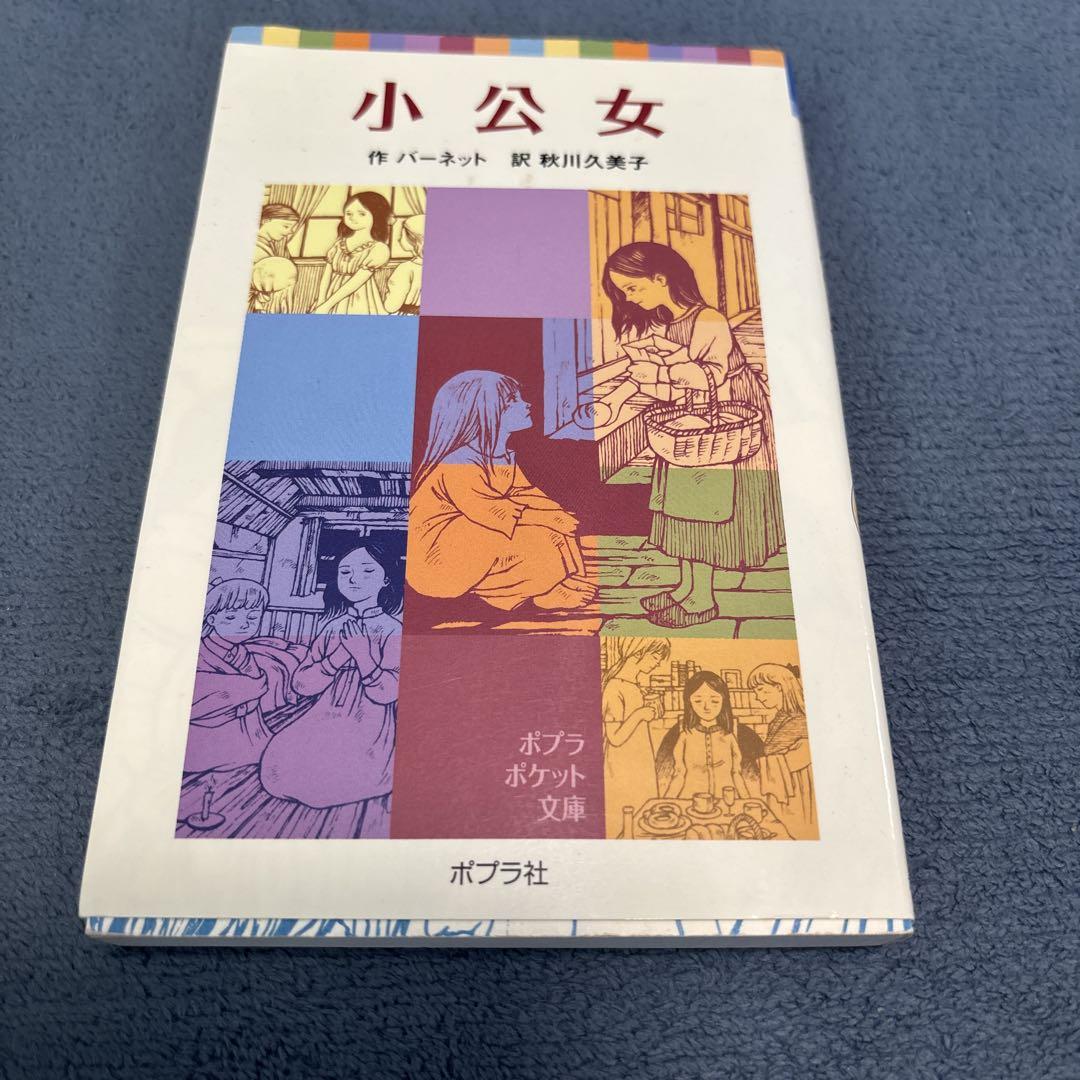 小公女
作 バーネット 訳 秋川久美子
ポプラ
ポケット
文庫
ポプラ社